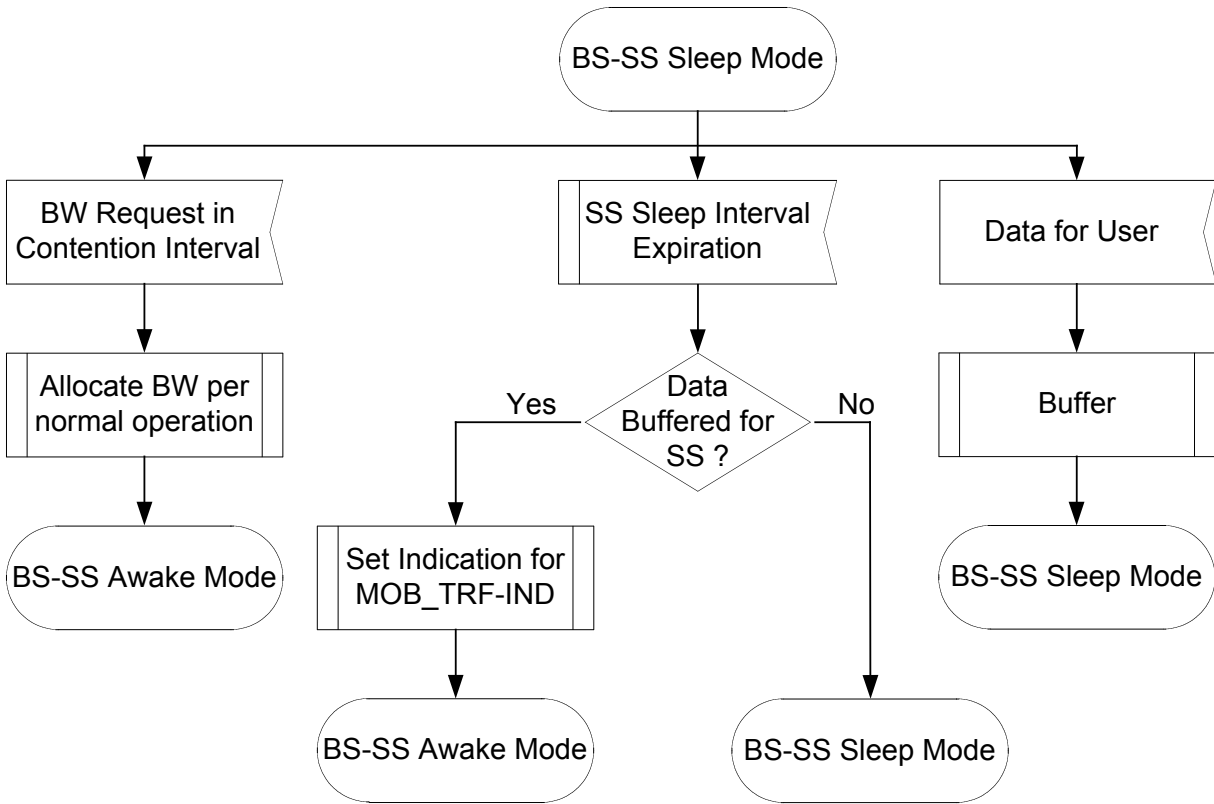 BS-SS Sleep Mode
BW Request in
Contention Interval
SS Sleep Interval
Expiration
Data for User
Allocate BW per
normal operation
Data
Buffered for
SS ?
Yes
No
Buffer
BS-SS Awake Mode
Set Indication for
MOB_TRF-IND
BS-SS Sleep Mode
BS-SS Awake Mode
BS-SS Sleep Mode